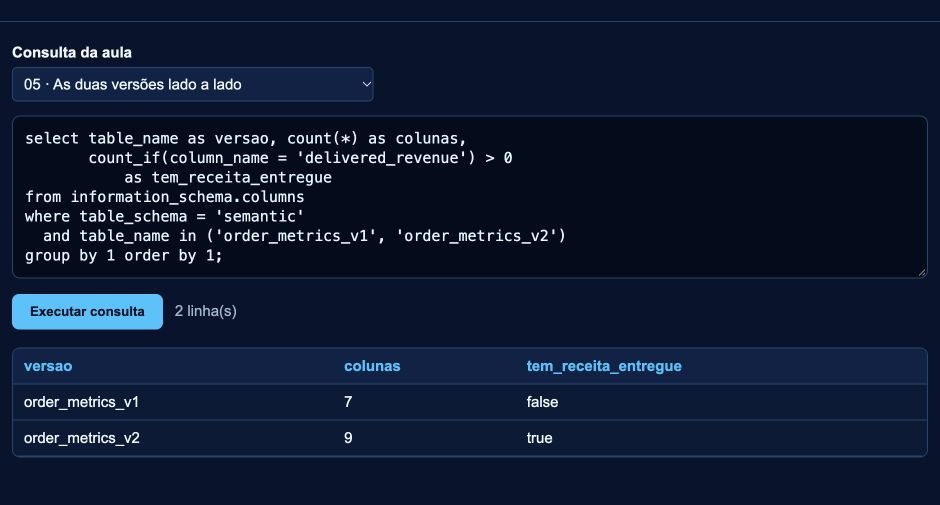 Consulta da aula
05 · As duas versões lado a lado
select table_name as versao, count(*) as colunas,
       count_if(column_name = 'delivered_revenue') > 0
           as tem_receita_entregue
from information_schema.columns
where table_schema = 'semantic'
  and table_name in ('order_metrics_v1', 'order_metrics_v2')
group by 1 order by 1;
Executar consulta 2 linha(s)
versao colunas tem_receita_entregue
order_metrics_v1 7 false
order_metrics_v2 9 true